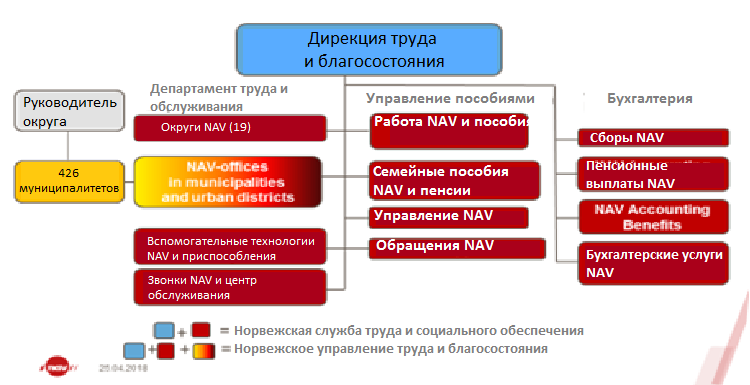 Дирекция труда
и благосостояния
Департамент труда и
обслуживания
Управление пособиями
Бухгалтерия
Руководитель
округа
Округи NAV (19)
Работа NAV и пособия
Сборы NAV
426
муниципалитетов
NAV-offices
in municipalities
and urban districts
Семейные пособия
NAV и пенсии
Пенсионные
выплаты NAV
Управление NAV
NAV Accounting
Benefits
Вспомогательные технологии
NAV и приспособления
Обращения NAV
Бухгалтерские услуги
NAV
Звонки NAV и центр
обслуживания
+ = Норвежская служба труда и социального обеспечения
+ + = Норвежское управление труда и благосостояния
NAV
25.04.2018